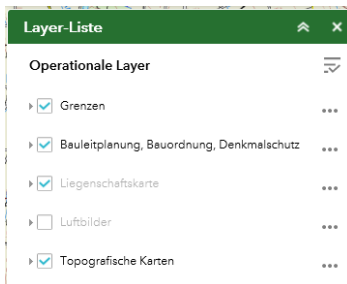 Layer-Liste
Operationale Layer
Grenzen
Bauleitplanung, Bauordnung, Denkmalschutz
Liegenschaftskarte
Luftbilder
Topografische Karten